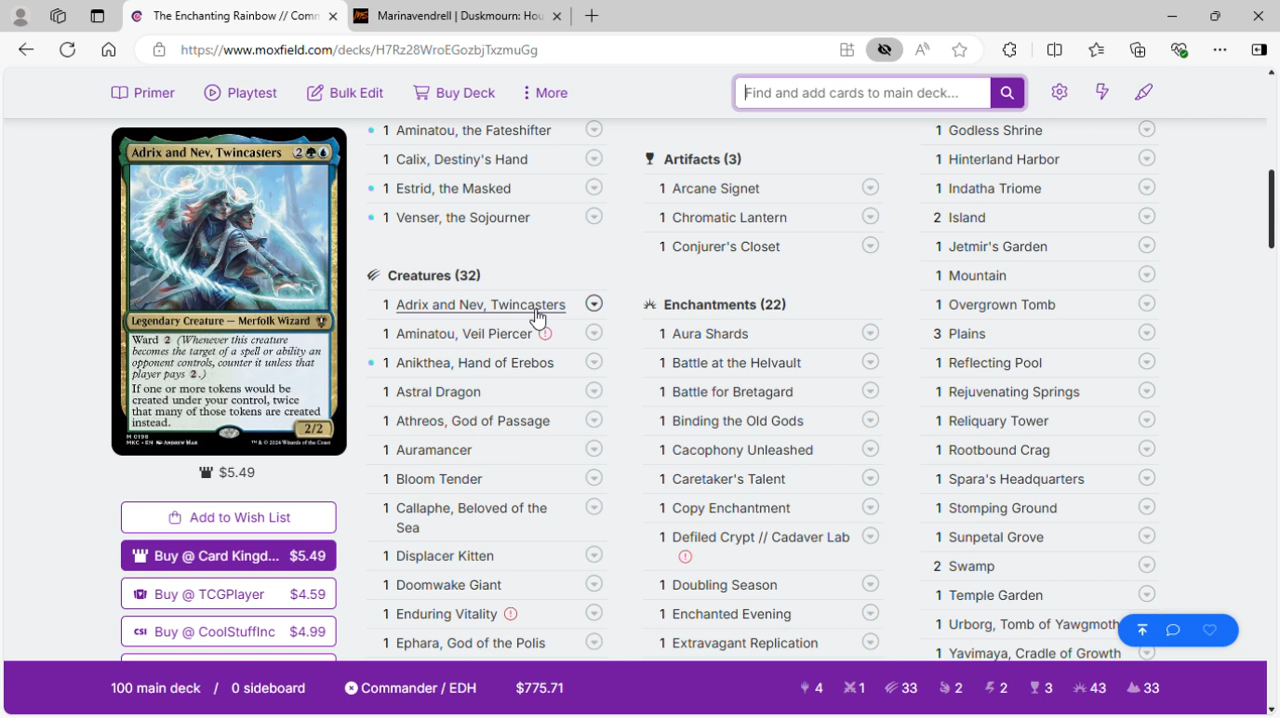 The Enchanting Rainbow // Comm
Marinavendrell | Duskmourn: Hou
https://www.moxfield.com/decks/H7Rz28WroEGozbjTxzmuGg
Primer
Playtest
Bulk Edit
Buy Deck
More
Find and add cards to main deck...
Adrix and Nev, Twincasters 2
Legendary Creature — Merfolk Wizard
Ward 2 (Whenever this creature
becomes the target of a spell or ability an
opponent controls, counter it unless that
player pays 2.)
If one or more tokens would be
created under your control, twice
that many of those tokens are created
instead.
2/2
$5.49
Add to Wish List
Buy @ Card Kingd... $5.49
Buy @ TCGPlayer $4.59
CSI Buy @ CoolStuffInc $4.99
1 Aminatou, the Fateshifter
1 Calix, Destiny's Hand
1 Estrid, the Masked
1 Venser, the Sojourner
Creatures (32)
1 Adrix and Nev, Twincasters
1 Aminatou, Veil Piercer
1 Anikthea, Hand of Erebos
1 Astral Dragon
1 Athreos, God of Passage
1 Auramancer
1 Bloom Tender
1 Callaphe, Beloved of the
Sea
1 Displacer Kitten
1 Doomwake Giant
1 Enduring Vitality
1 Ephara, God of the Polis
Artifacts (3)
1 Arcane Signet
1 Chromatic Lantern
1 Conjurer's Closet
Enchantments (22)
1 Aura Shards
1 Battle at the Helvault
1 Battle for Bretagard
1 Binding the Old Gods
1 Cacophony Unleashed
1 Caretaker's Talent
1 Copy Enchantment
1 Defiled Crypt // Cadaver Lab
1 Doubling Season
1 Enchanted Evening
1 Extravagant Replication
1 Godless Shrine
1 Hinterland Harbor
1 Indatha Triome
2 Island
1 Jetmir's Garden
1 Mountain
1 Overgrown Tomb
3 Plains
1 Reflecting Pool
1 Rejuvenating Springs
1 Reliquary Tower
1 Rootbound Crag
1 Spara's Headquarters
1 Stomping Ground
1 Sunpetal Grove
2 Swamp
1 Temple Garden
1 Urborg, Tomb of Yawgmoth
1 Yavimaya, Cradle of Growth
100 main deck / 0 sideboard
Commander / EDH
$775.71
4
1
33
2
2
3
43
33